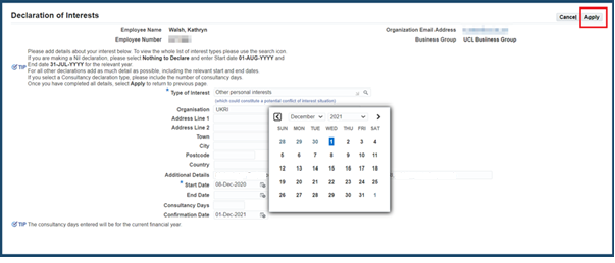 Declaration of Interests
Cancel Apply
Employee Name Walsh, Kathryn Organization Email :Address
Employee Number Business Group UCL Business Group
Please add details about your interest below. To view the whole list of interest types please use the search icon
If you are making a Nil declaration, please select Nothing to Declare and enter Start date 01-AUG-YYYY and
TIP End date 31-JUL-YY'YY for the relevant year.
For all other declarations add as much detail as possible, including the relevant start and end dates.
If you select a Consultancy declaration type, please include the number of consultancy days.
Once you have completed all details, select Apply to return to previous page.
* Type of Interest Other :personal interests
(which could constitute a potential conflict of interest situation)
Organisation UKRI
Address Line 1
Address Line 2
Town
City
Postcode
Country
Additional Details
* Start Date 08-Dec-2020
End Date
Consultancy Days
Confirmation Date 01-Dec-2021
December 2021
SUN MON TUE WED THU FRI SAT
28 29 30 1 2 3 4
5 6 7 8 9 10 11
12 13 14 15 16 17 18
19 20 21 22 23 24 25
26 27 28 29 30 31 1
TIP The consultancy days entered will be for the current financial year.